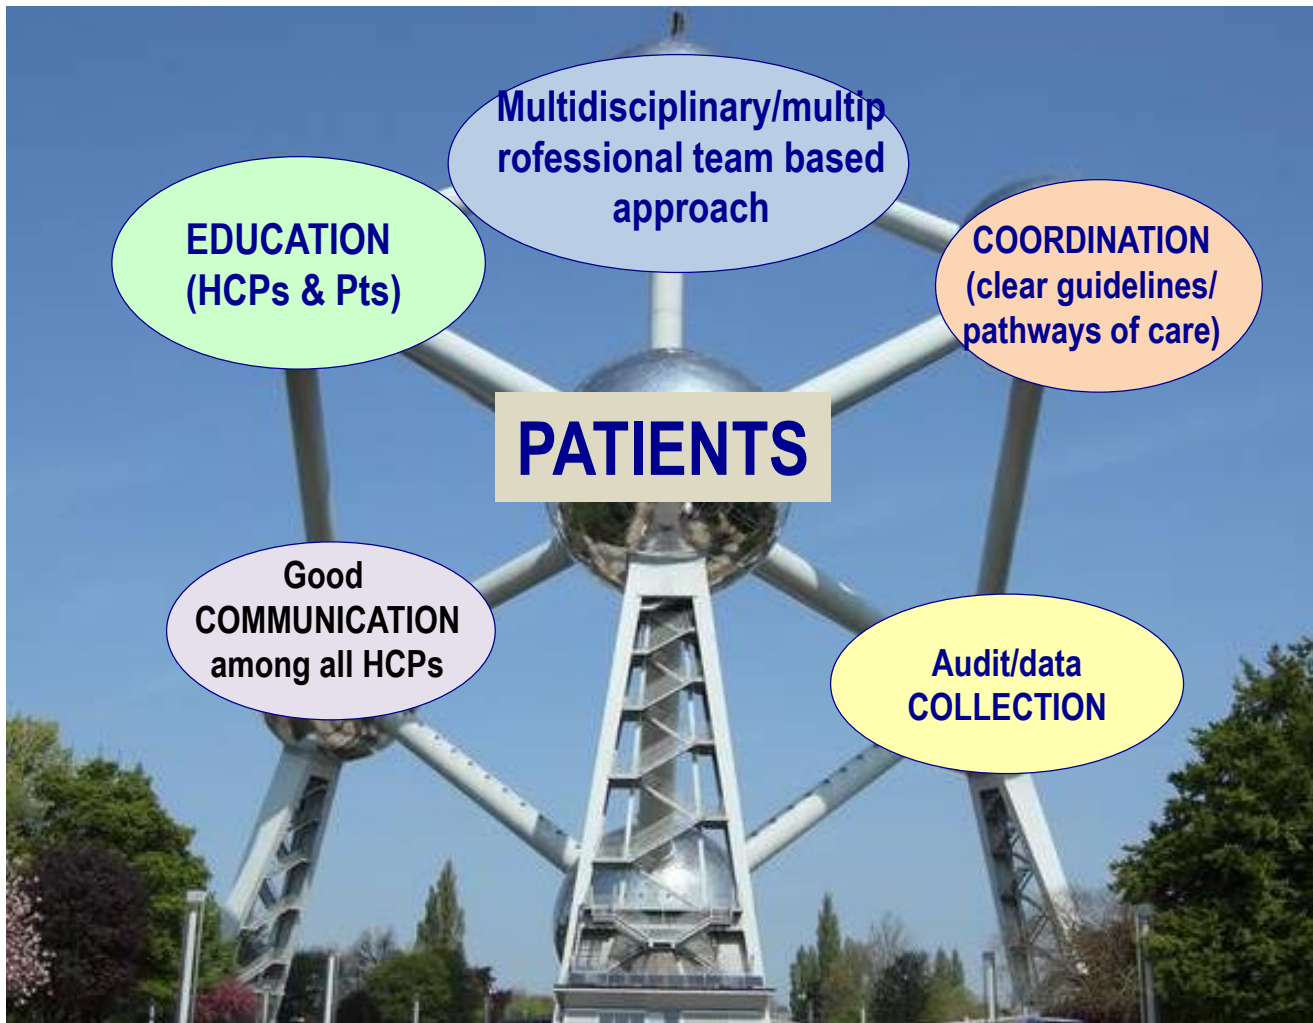 Multidisciplinary/multip
rofessional team based
approach
EDUCATION
(HCPs & Pts)
COORDINATION
(clear guidelines/
pathways of care)
PATIENTS
Good
COMMUNICATION
among all HCPs
Audit/data
COLLECTION